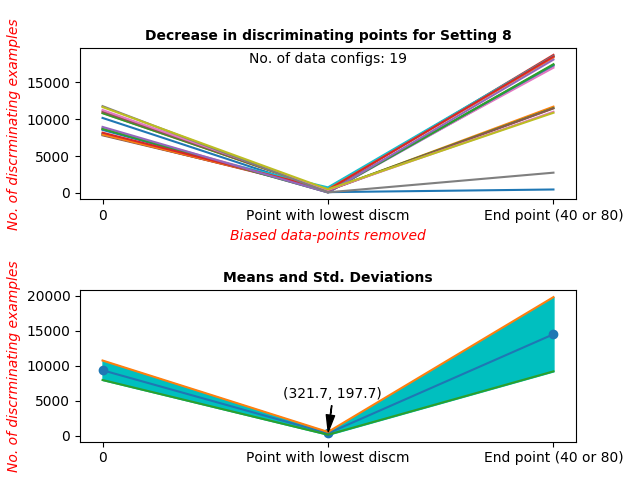 Decrease in discriminating points for Setting 8
No. of data configs: 19
No. of discrminating examples
15000
10000
5000
0
0 Point with lowest discm End point (40 or 80)
Biased data-points removed
Means and Std. Deviations
No. of discrminating examples
20000
15000
10000
5000
0
(321.7, 197.7)
0 Point with lowest discm End point (40 or 80)